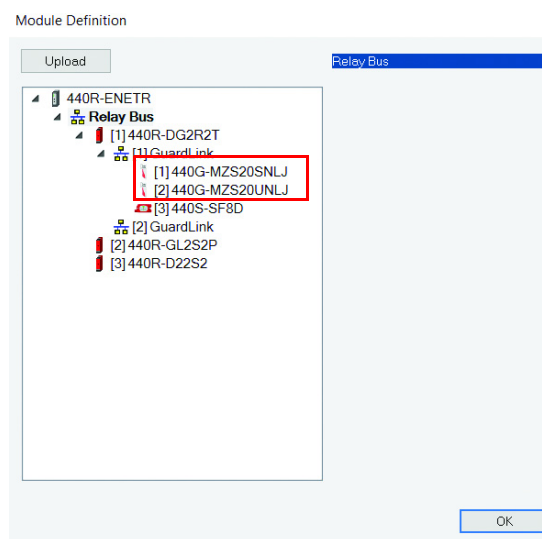 Module Definition
Upload
Relay Bus
440R-ENETR
Relay Bus
[1] 440R-DG2R2T
[1] GuardLink
[1] 440G-MZS20SNLJ
[2] 440G-MZS20UNLJ
[3] 440S-SF8D
[2] GuardLink
[2] 440R-GL2S2P
[3] 440R-D22S2
OK